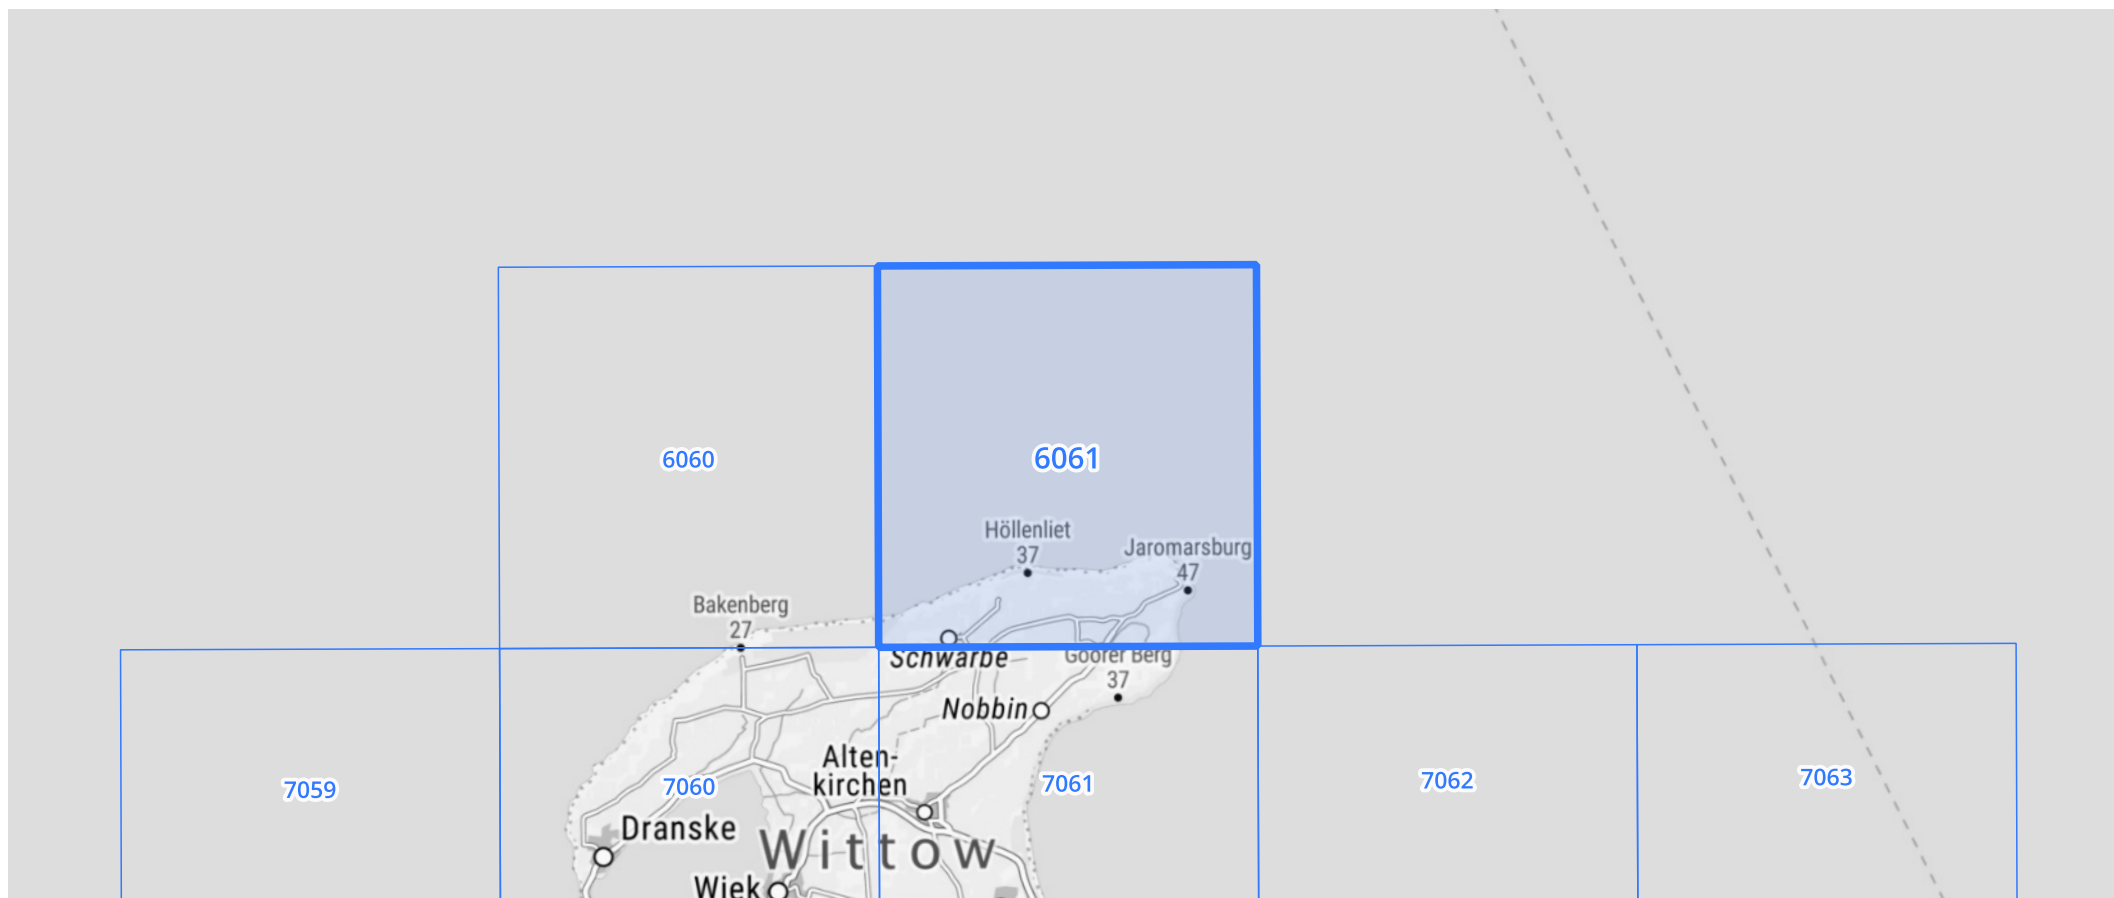 6060
6061
Höllenliet
37
Jaromarsburg
47
Bakenberg
27
Schwarbe
Goorer Berg
37
Nobbin
Alten-
kirchen
7059
7060
7061
7062
7063
Dranske
Wittow
Wiek